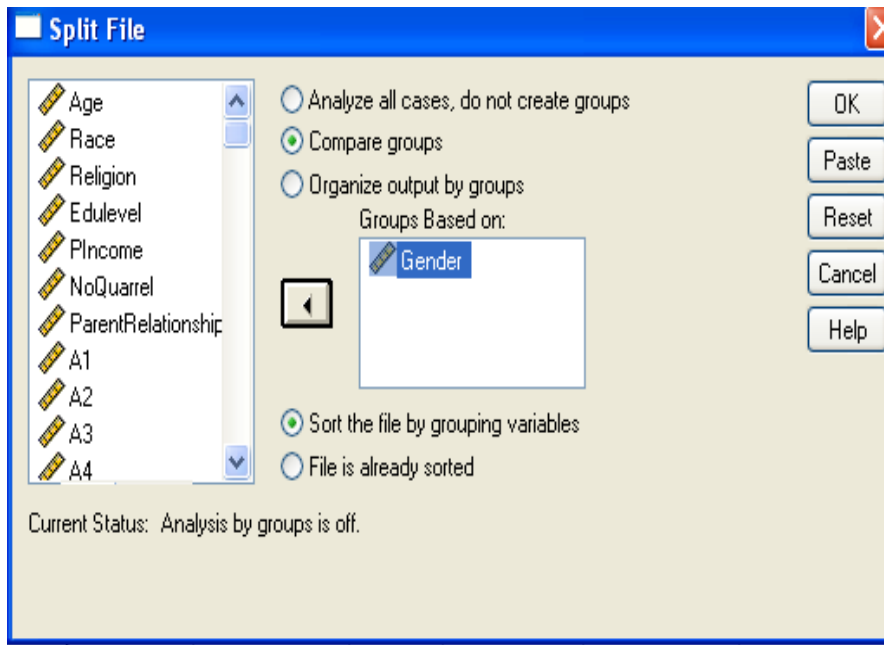 Split File
Age
Race
Religion
Edulevel
PIncome
NoQuarrel
ParentRelationship
A1
A2
A3
A4
Analyze all cases, do not create groups
Compare groups
Organize output by groups
Groups Based on:
Gender
Sort the file by grouping variables
File is already sorted
OK
Paste
Reset
Cancel
Help
Current Status: Analysis by groups is off.